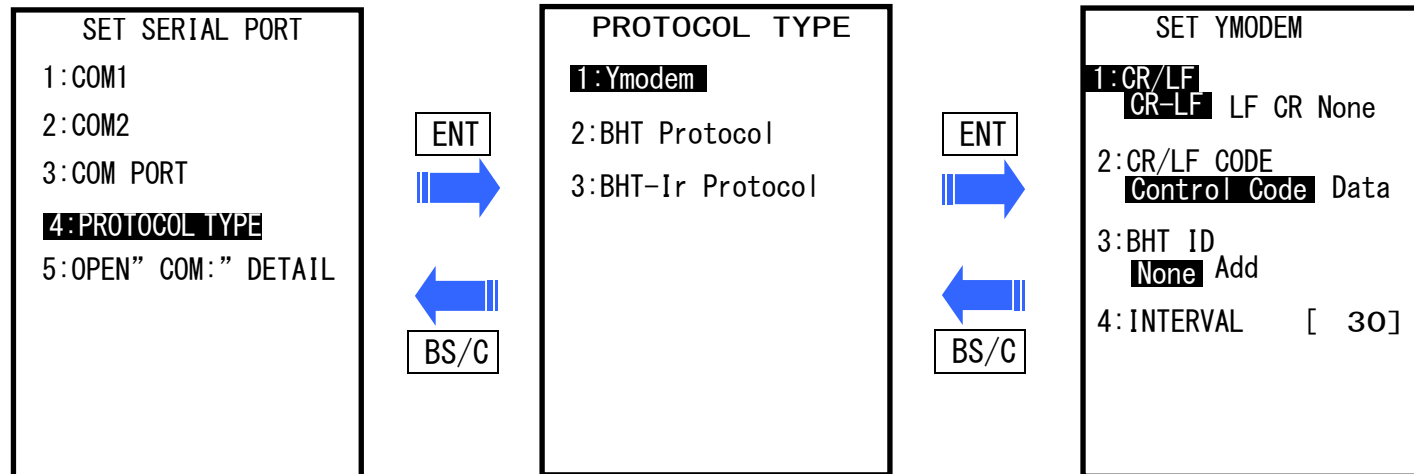 SET SERIAL PORT
1:COM1
2:COM2
3:COM PORT
4:PROTOCOL TYPE
5:OPEN” COM:” DETAIL
ENT
BS/C
PROTOCOL TYPE
1:Ymodem
2:BHT Protocol
3:BHT-Ir Protocol
ENT
BS/C
SET YMODEM
1:CR/LF
CR-LF LF CR None
2:CR/LF CODE
Control Code Data
3:BHT ID
None Add
4:INTERVAL [ 30]